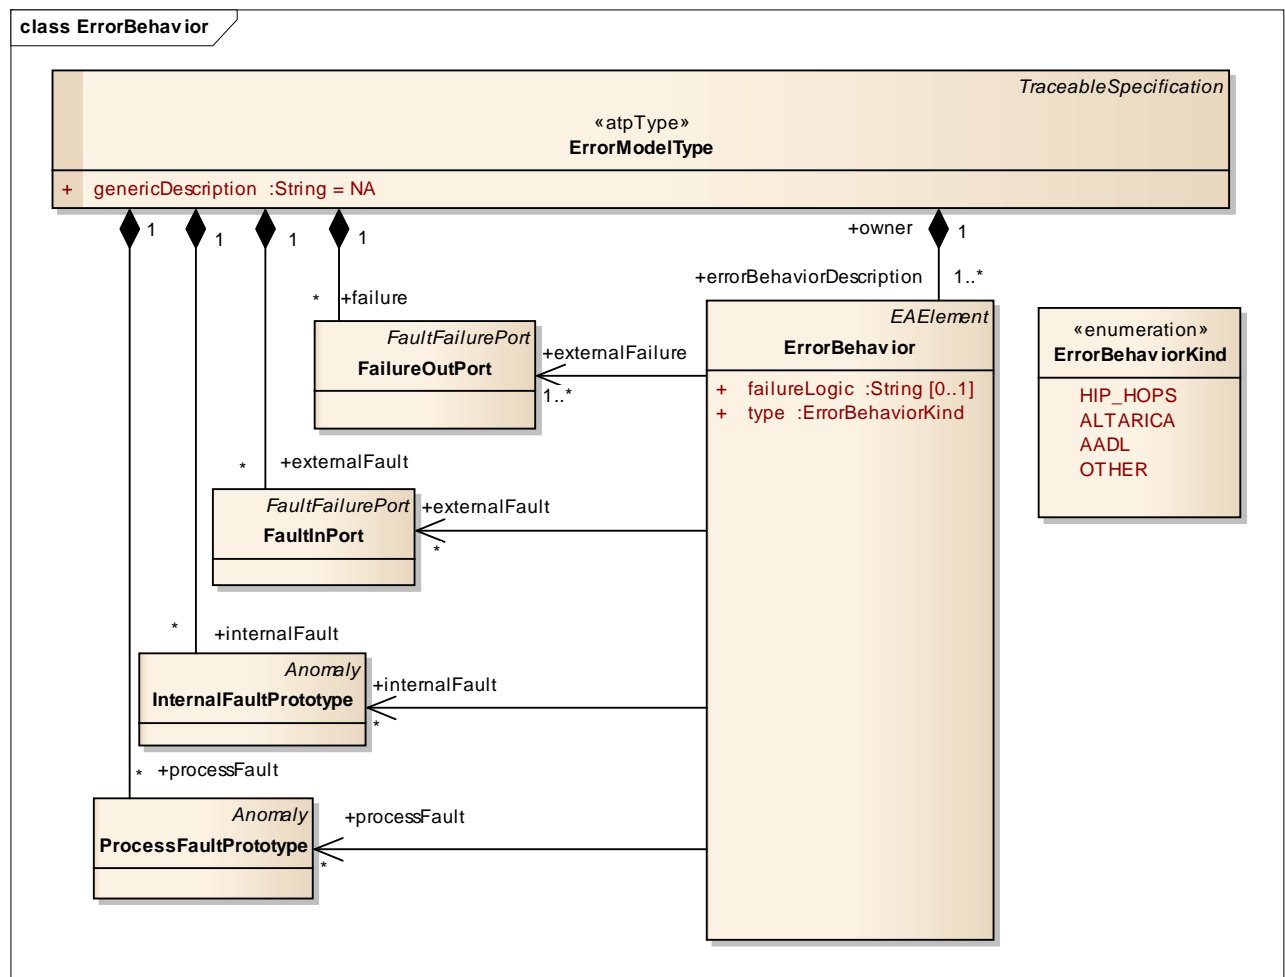 class ErrorBehavior
TraceableSpecification
«atpType»
ErrorModelType
+ genericDescription :String = NA
1
1
1
1
+owner
1
+errorBehaviorDescription
1..*
* +failure
FaultFailurePort
FailureOutPort
+externalFailure
1..*
EAElement
ErrorBehavior
+ failureLogic :String [0..1]
+ type :ErrorBehaviorKind
«enumeration»
ErrorBehaviorKind
HIP_HOPS
ALTARICA
AADL
OTHER
* +externalFault
FaultFailurePort
FaultInPort
+externalFault
*
* +internalFault
Anomaly
InternalFaultPrototype
+internalFault
*
* +processFault
Anomaly
ProcessFaultPrototype
+processFault
*